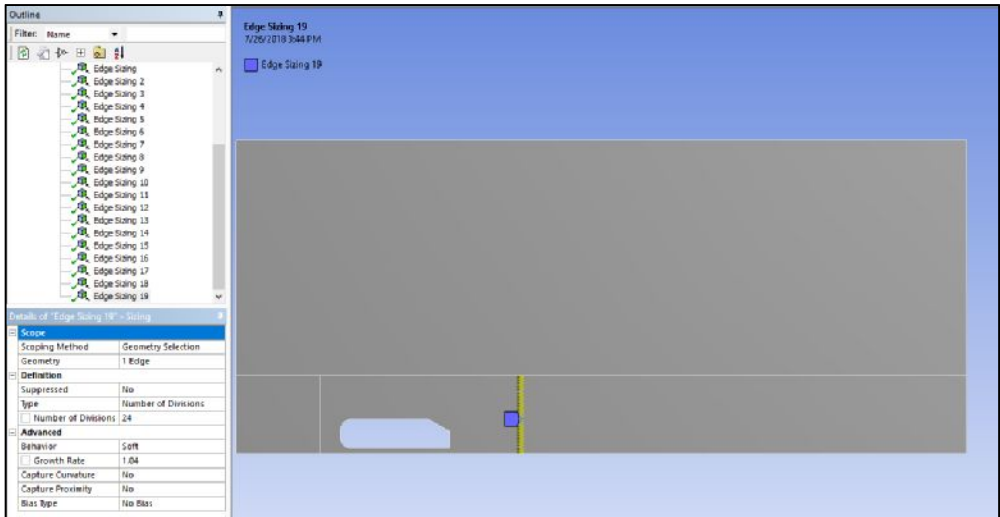 Outline
Filter: Name
Edge Sizing
Edge Sizing 2
Edge Sizing 3
Edge Sizing 4
Edge Sizing 5
Edge Sizing 6
Edge Sizing 7
Edge Sizing 8
Edge Sizing 9
Edge Sizing 10
Edge Sizing 11
Edge Sizing 12
Edge Sizing 13
Edge Sizing 14
Edge Sizing 15
Edge Sizing 16
Edge Sizing 17
Edge Sizing 18
Edge Sizing 19
Details of "Edge Sizing 19" - Sizing
Scope
Scoping Method Geometry Selection
Geometry 1 Edge
Definition
Suppressed No
Type Number of Divisions
Number of Divisions 24
Advanced
Behavior Soft
Growth Rate 1.04
Capture Curvature No
Capture Proximity No
Bias Type No Bias
Edge Sizing 19
7/26/2018 3:44 PM
Edge Sizing 19